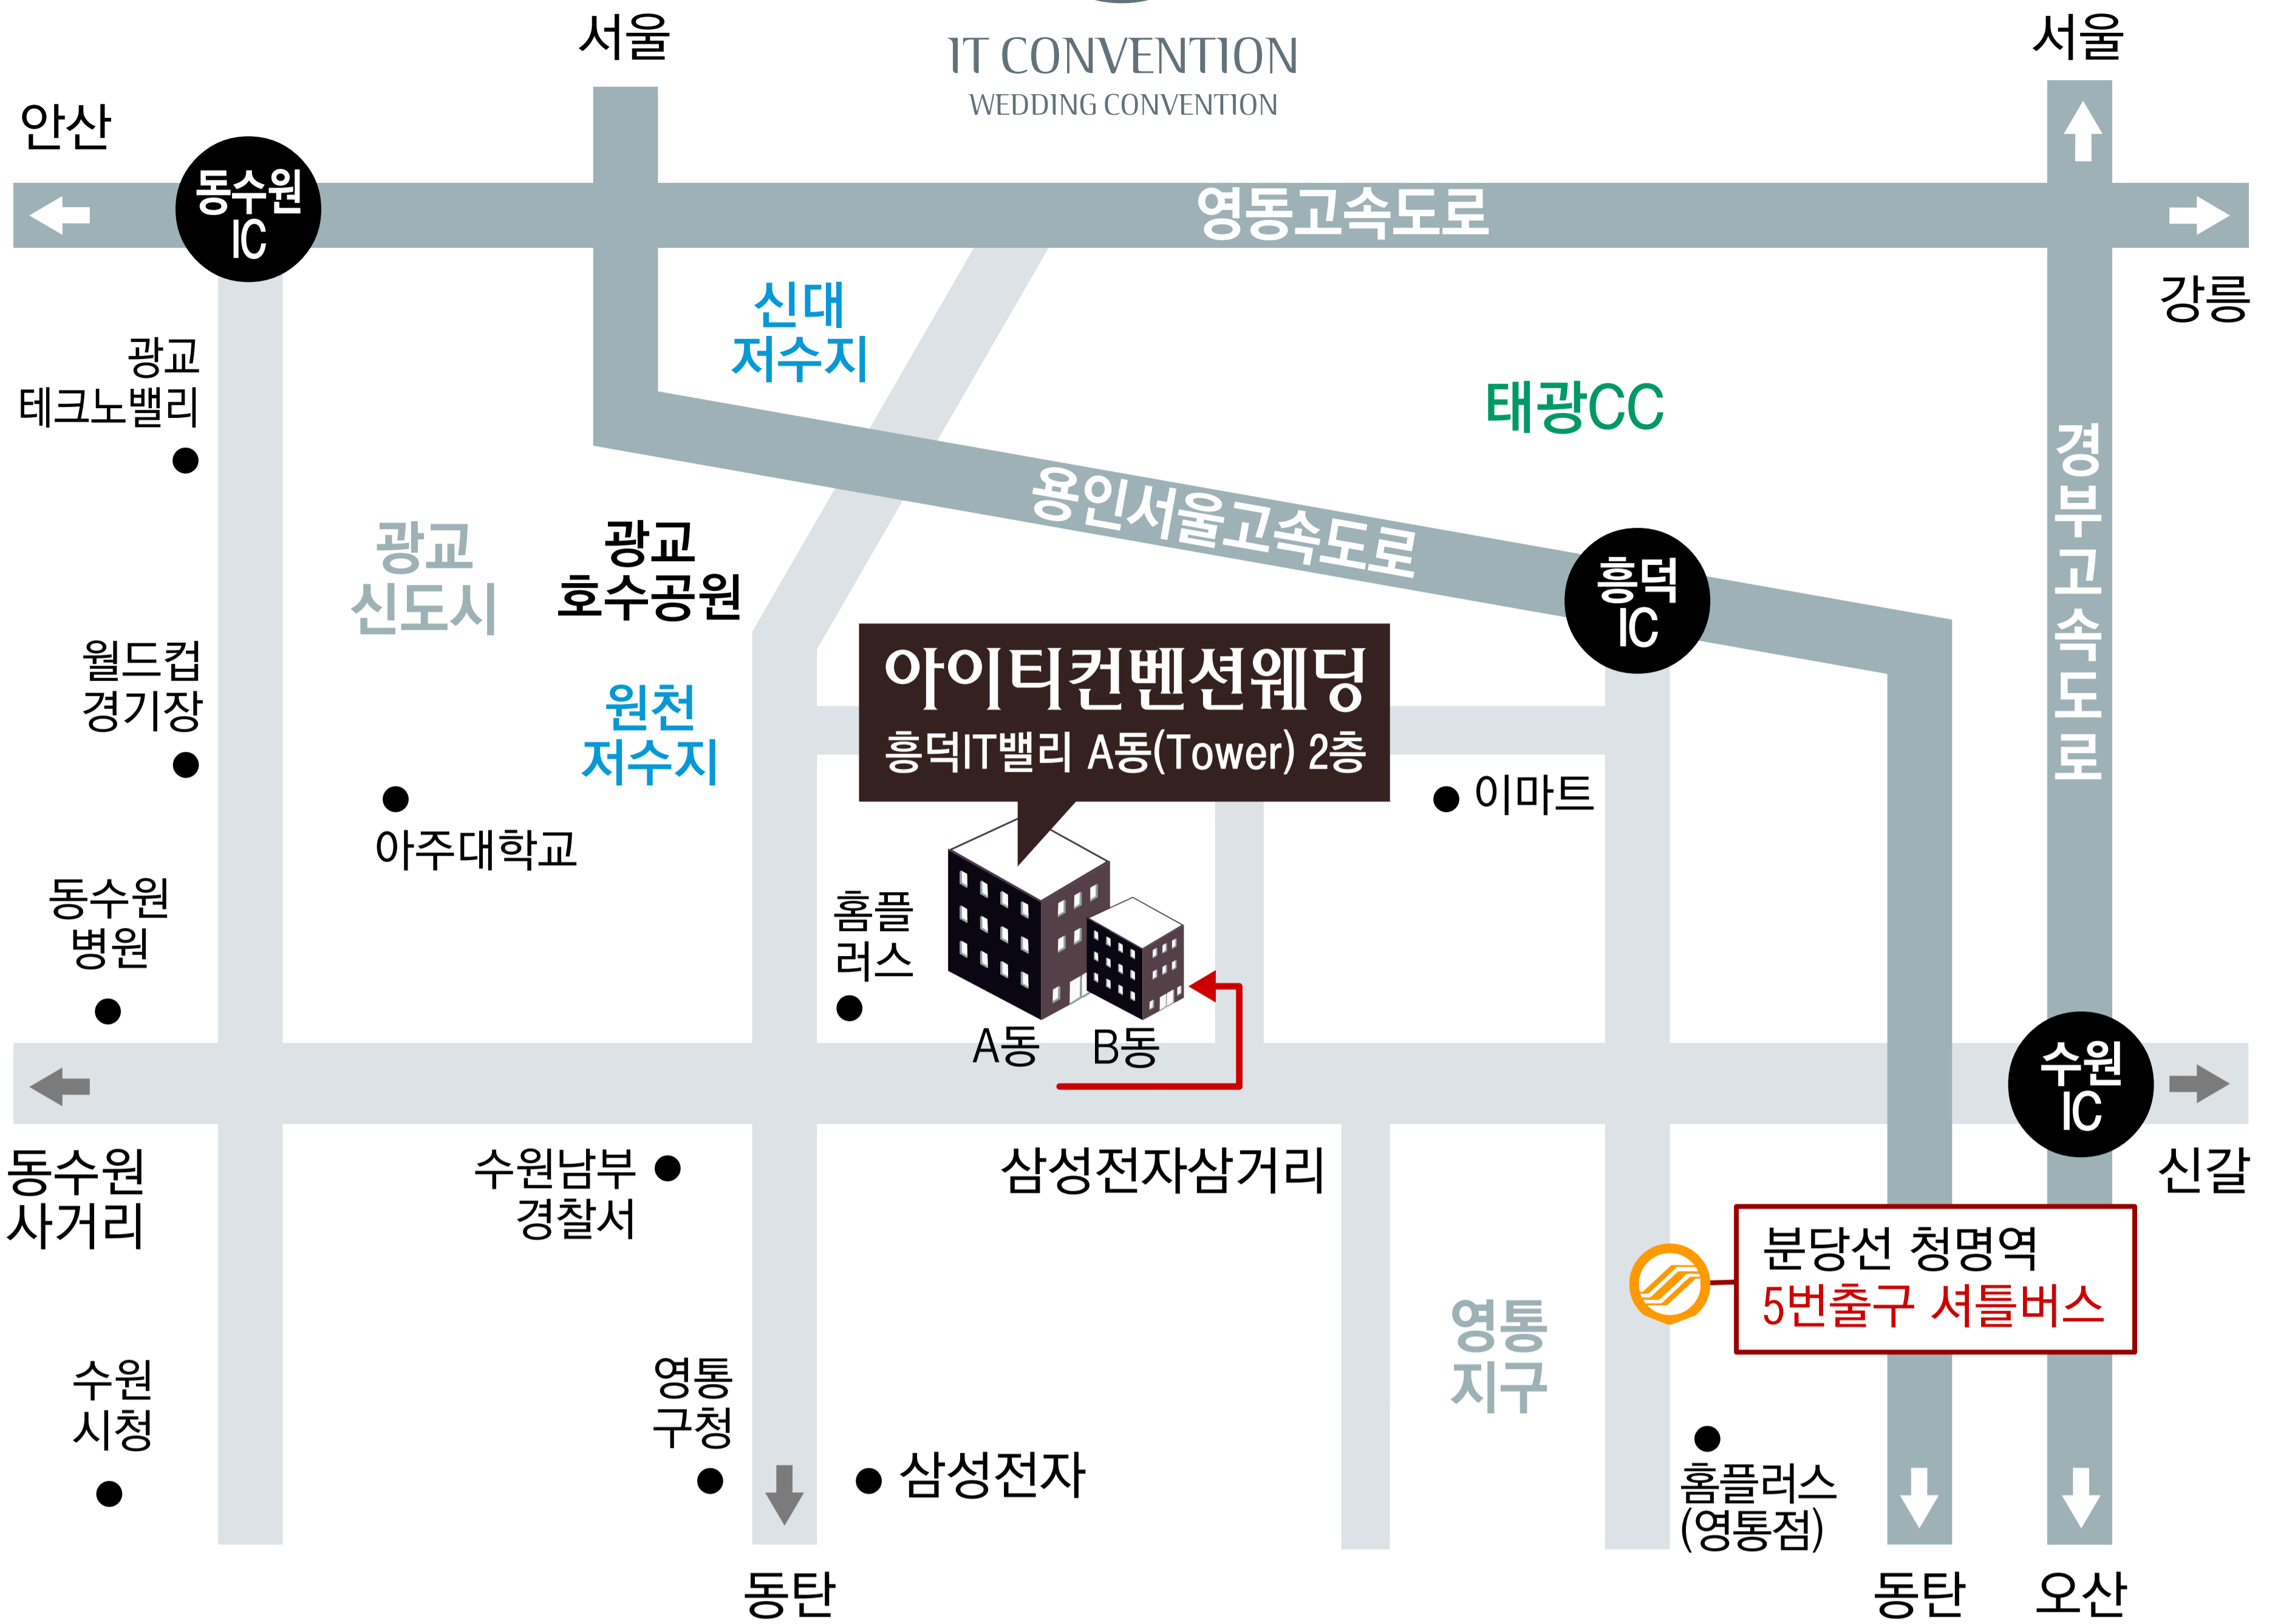 서울
IT CONVENTION
WEDDING CONVENTION
서울
안산
동수원
IC
영동고속도로
강릉
신대
저수지
광교
테크노밸리
태광CC
경부고속도로
용인서울고속도로
광교
신도시
광교
호수공원
흥덕
IC
월드컵
경기장
원천
저수지
아이티컨벤션웨딩
흥덕IT밸리 A동(Tower) 2층
이마트
아주대학교
동수원
병원
홈플
러스
A동
B동
수원
IC
동수원
사거리
수원남부
경찰서
삼성전자삼거리
신갈
분당선 청명역
5번출구 셔틀버스
영통
지구
수원
시청
영통
구청
삼성전자
홈플러스
(영통점)
동탄
동탄
오산